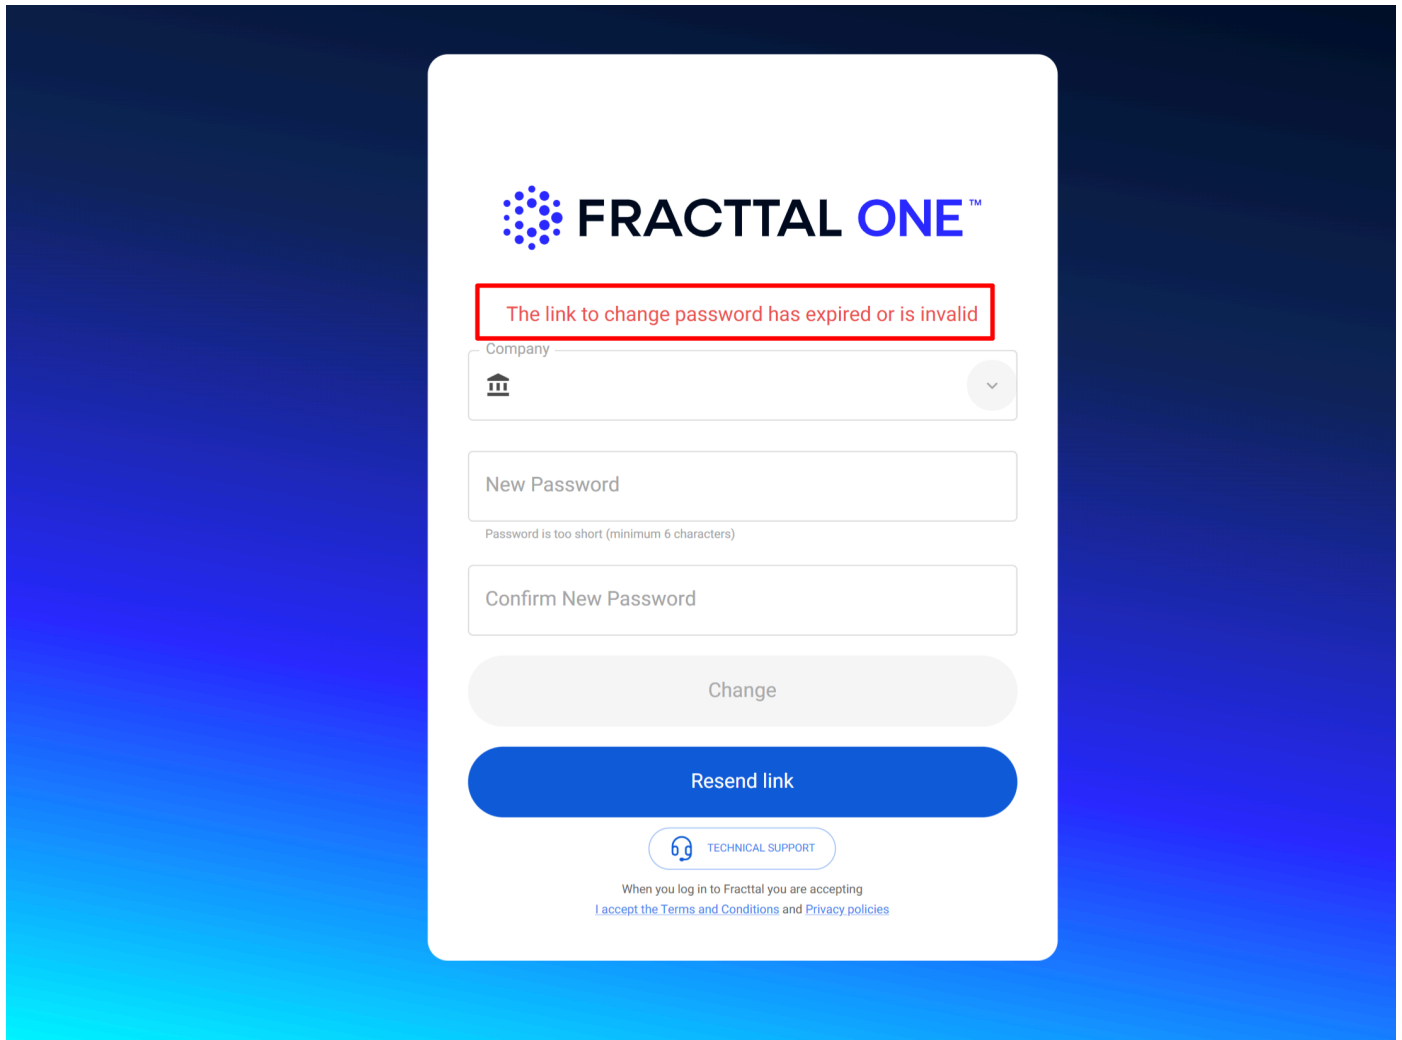 FRACTTAL ONE™
The link to change password has expired or is invalid
Company
New Password
Password is too short (minimum 6 characters)
Confirm New Password
Change
Resend link
TECHNICAL SUPPORT
When you log in to Fracttal you are accepting
I accept the Terms and Conditions and Privacy policies